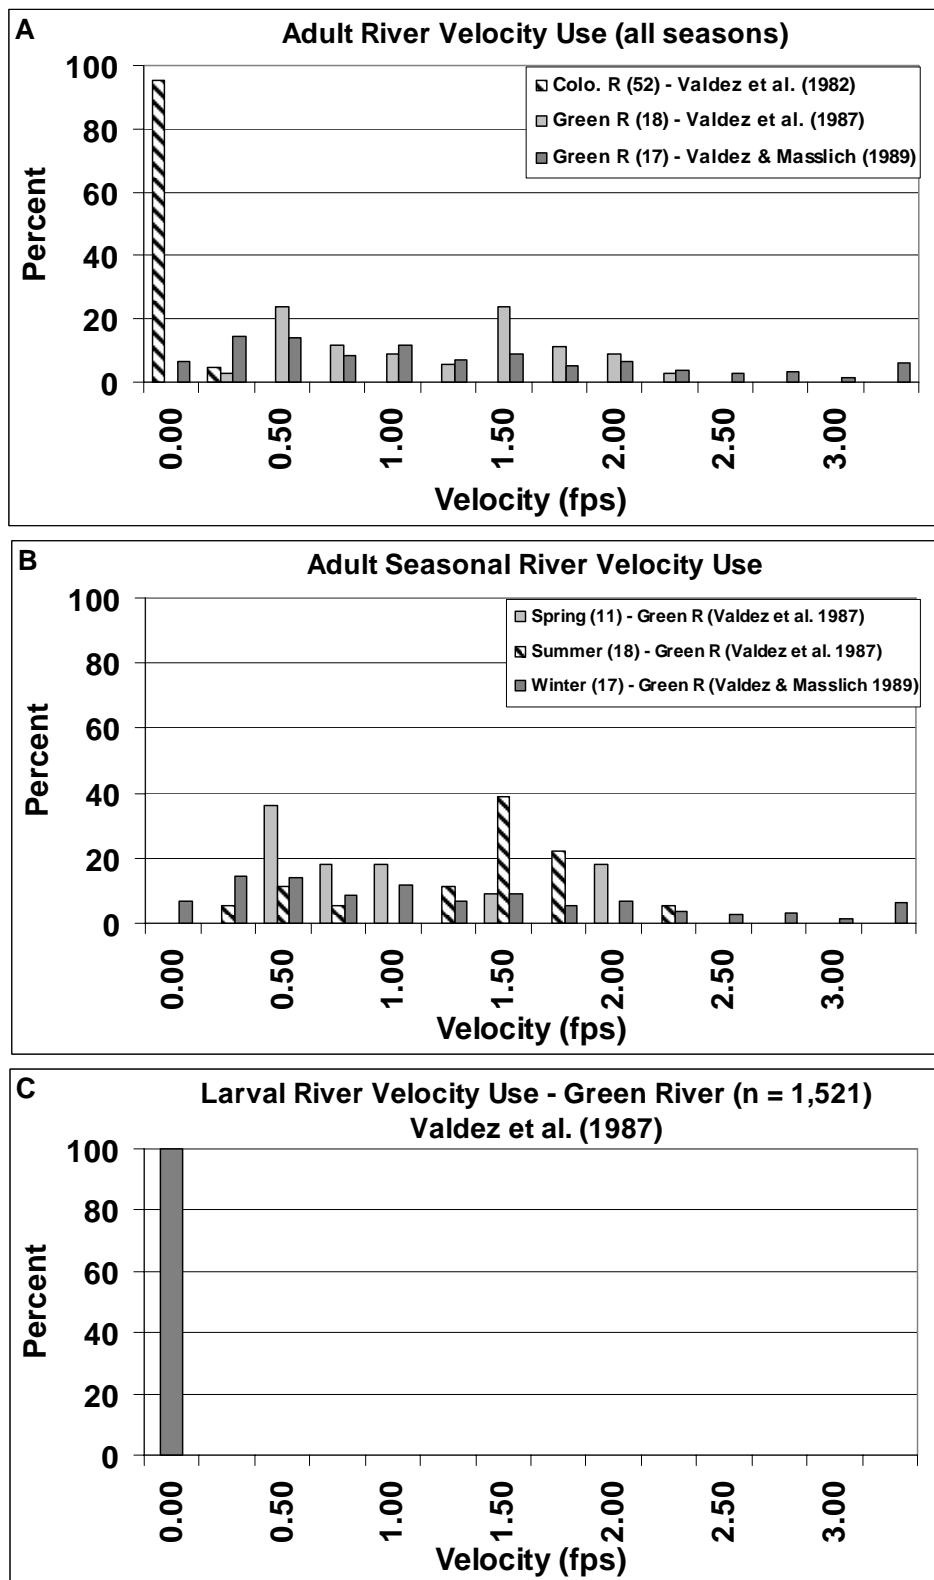 A
Adult River Velocity Use (all seasons)
100
80
60
40
20
0
Percent
Colo. R (52) - Valdez et al. (1982)
Green R (18) - Valdez et al. (1987)
Green R (17) - Valdez & Masslich (1989)
0.00
0.50
1.00
1.50
2.00
2.50
3.00
Velocity (fps)
B
Adult Seasonal River Velocity Use
100
80
60
40
20
0
Percent
Spring (11) - Green R (Valdez et al. 1987)
Summer (18) - Green R (Valdez et al. 1987)
Winter (17) - Green R (Valdez & Masslich 1989)
0.00
0.50
1.00
1.50
2.00
2.50
3.00
Velocity (fps)
C
Larval River Velocity Use - Green River (n = 1,521)
Valdez et al. (1987)
100
80
60
40
20
0
Percent
0.00
0.50
1.00
1.50
2.00
2.50
3.00
Velocity (fps)